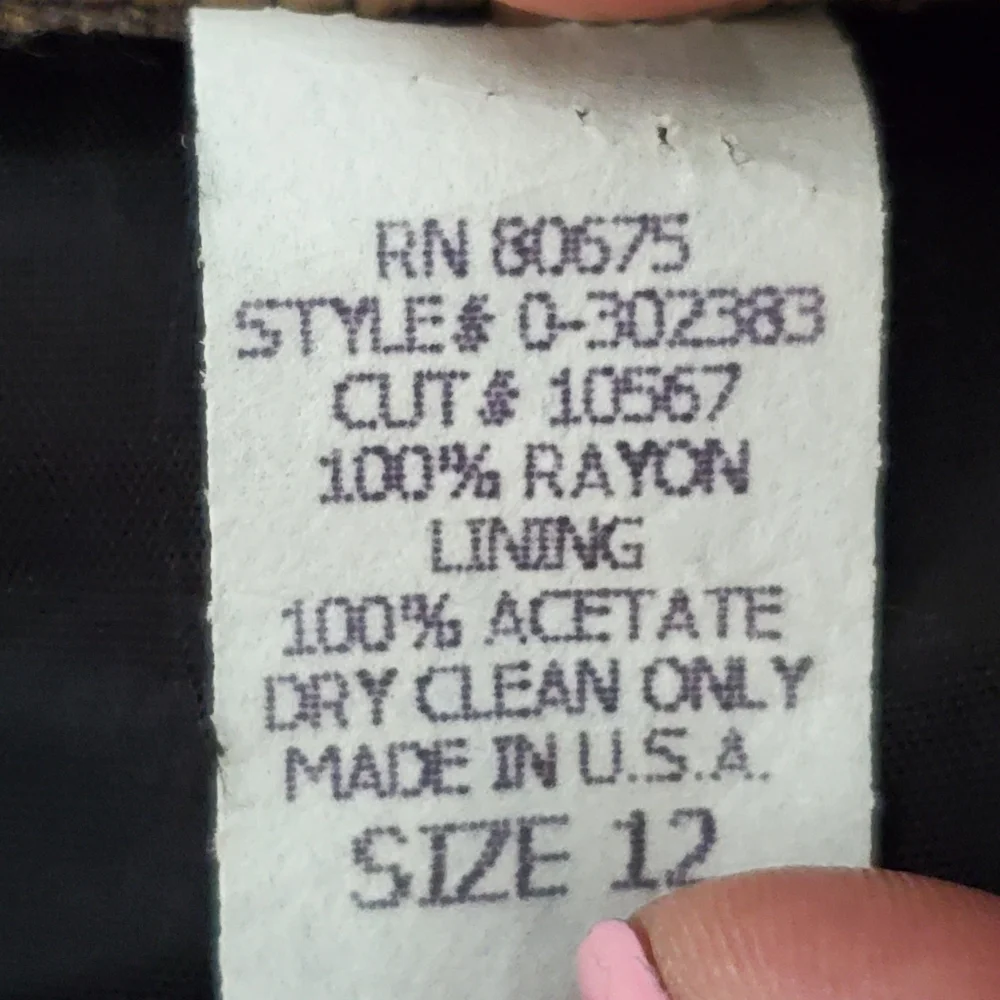 RN 80675
STYLE# 0-302383
CUT# 10567
100% RAYON
LINING
100% ACETATE
DRY CLEAN ONLY
MADE IN U.S.A.
SIZE 12